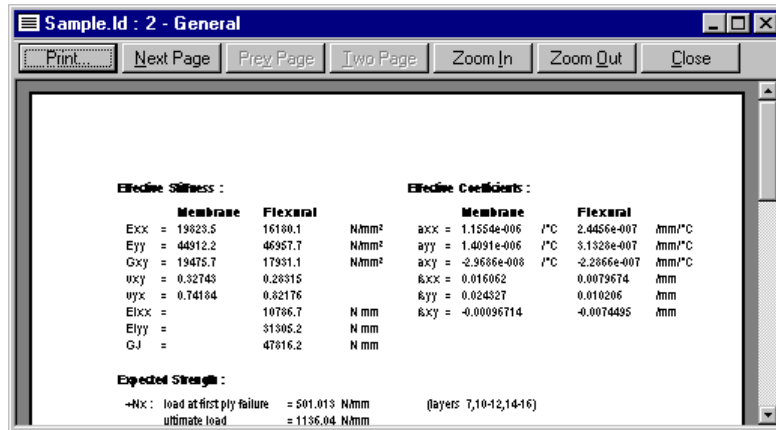 Sample.ld : 2 - General
Print... Next Page Prev Page Two Page Zoom In Zoom Out Close
Effective Stiffness : Effective Coefficients :
Membrane Flexural Membrane Flexural
Exx = 19823.5 16180.1 N/mm² axx = 1.1554e-006 /°C 2.4456e-007 /mm/°C
Eyy = 44912.2 46957.7 N/mm² ayy = 1.4091e-006 /°C 3.1328e-007 /mm/°C
Gxy = 19475.7 17931.1 N/mm² axy = -2.9686e-008 /°C -2.2866e-007 /mm/°C
υxy = 0.32743 0.28315 ßxx = 0.016062 0.0079674 /mm
υyx = 0.74184 0.82176 ßyy = 0.024327 0.010206 /mm
EIxx = 10786.7 N mm ßxy = -0.00096714 -0.0074495 /mm
EIyy = 31305.2 N mm
GJ = 47816.2 N mm
Expected Strength :
+Nx : load at first ply failure = 501.013 N/mm (layers 7,10-12,14-16)
ultimate load = 1136.04 N/mm